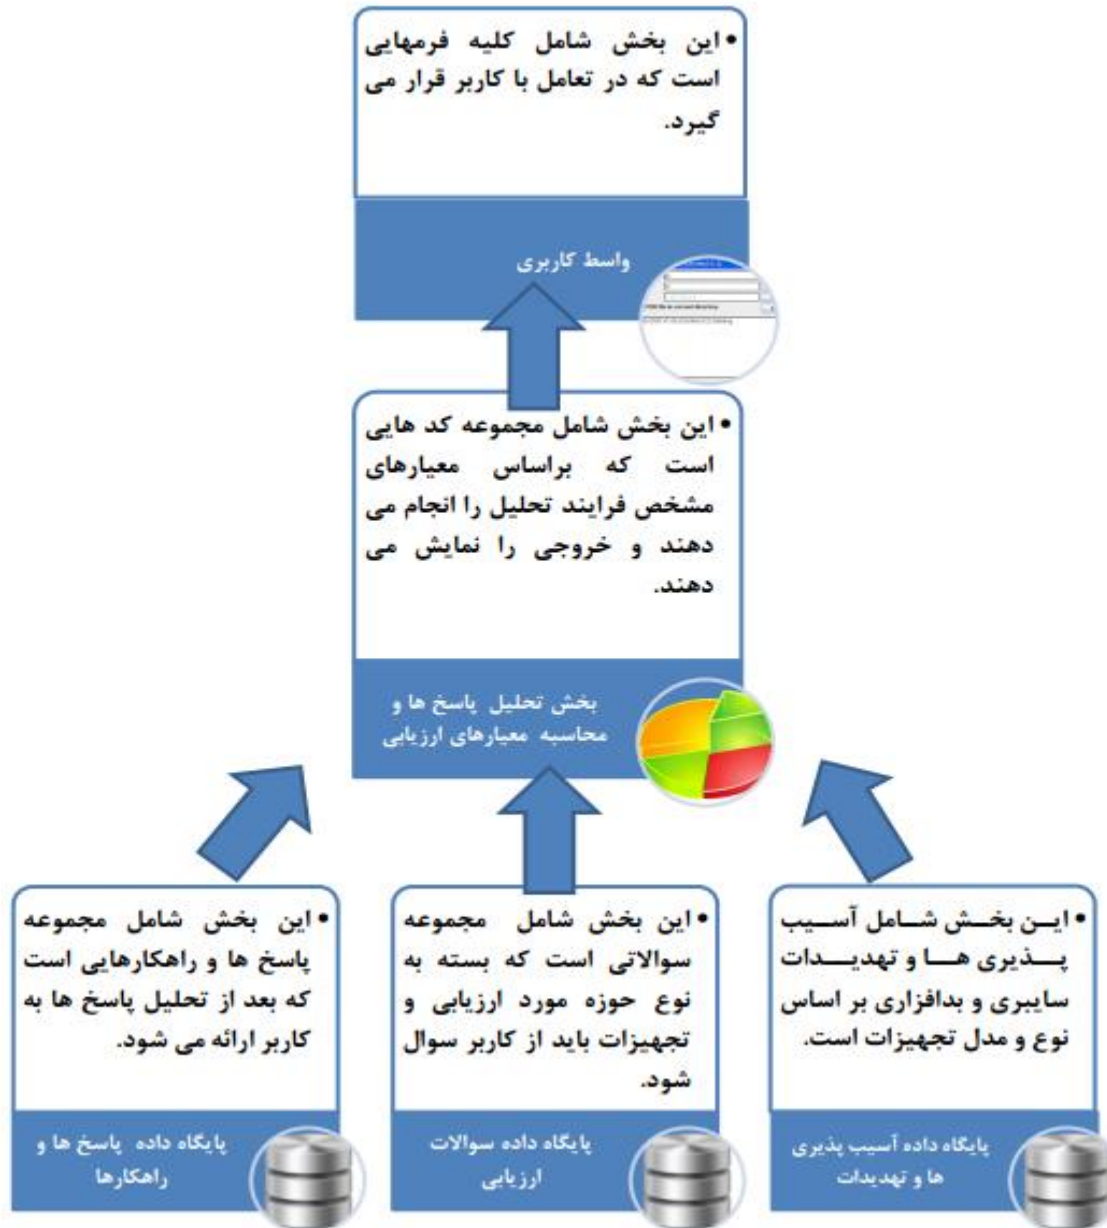 • این بخش شامل کلیه فرمهایی
است که در تعامل با کاربر قرار می
گیرد.
واسط کاربری
• این بخش شامل مجموعه کد هایی
است که براساس معیارهای
مشخص فرایند تحلیل را انجام می
دهند و خروجی را نمایش می
دهند.
بخش تحلیل پاسخ ها و
محاسبه معیارهای ارزیابی
• این بخش شامل آسیب
پذیری ها و تهدیدات
سایبری و بدافزاری بر اساس
نوع و مدل تجهیزات است.
پایگاه داده آسیب پذیری
ها و تهدیدات
• این بخش شامل مجموعه
سوالاتی است که بسته به
نوع حوزه مورد ارزیابی و
تجهیزات باید از کاربر سوال
شود.
پایگاه داده سوالات
ارزیابی
• این بخش شامل مجموعه
پاسخ ها و راهکارهایی است
که بعد از تحلیل پاسخ ها به
کاربر ارائه می شود.
پایگاه داده پاسخ ها و
راهکارها